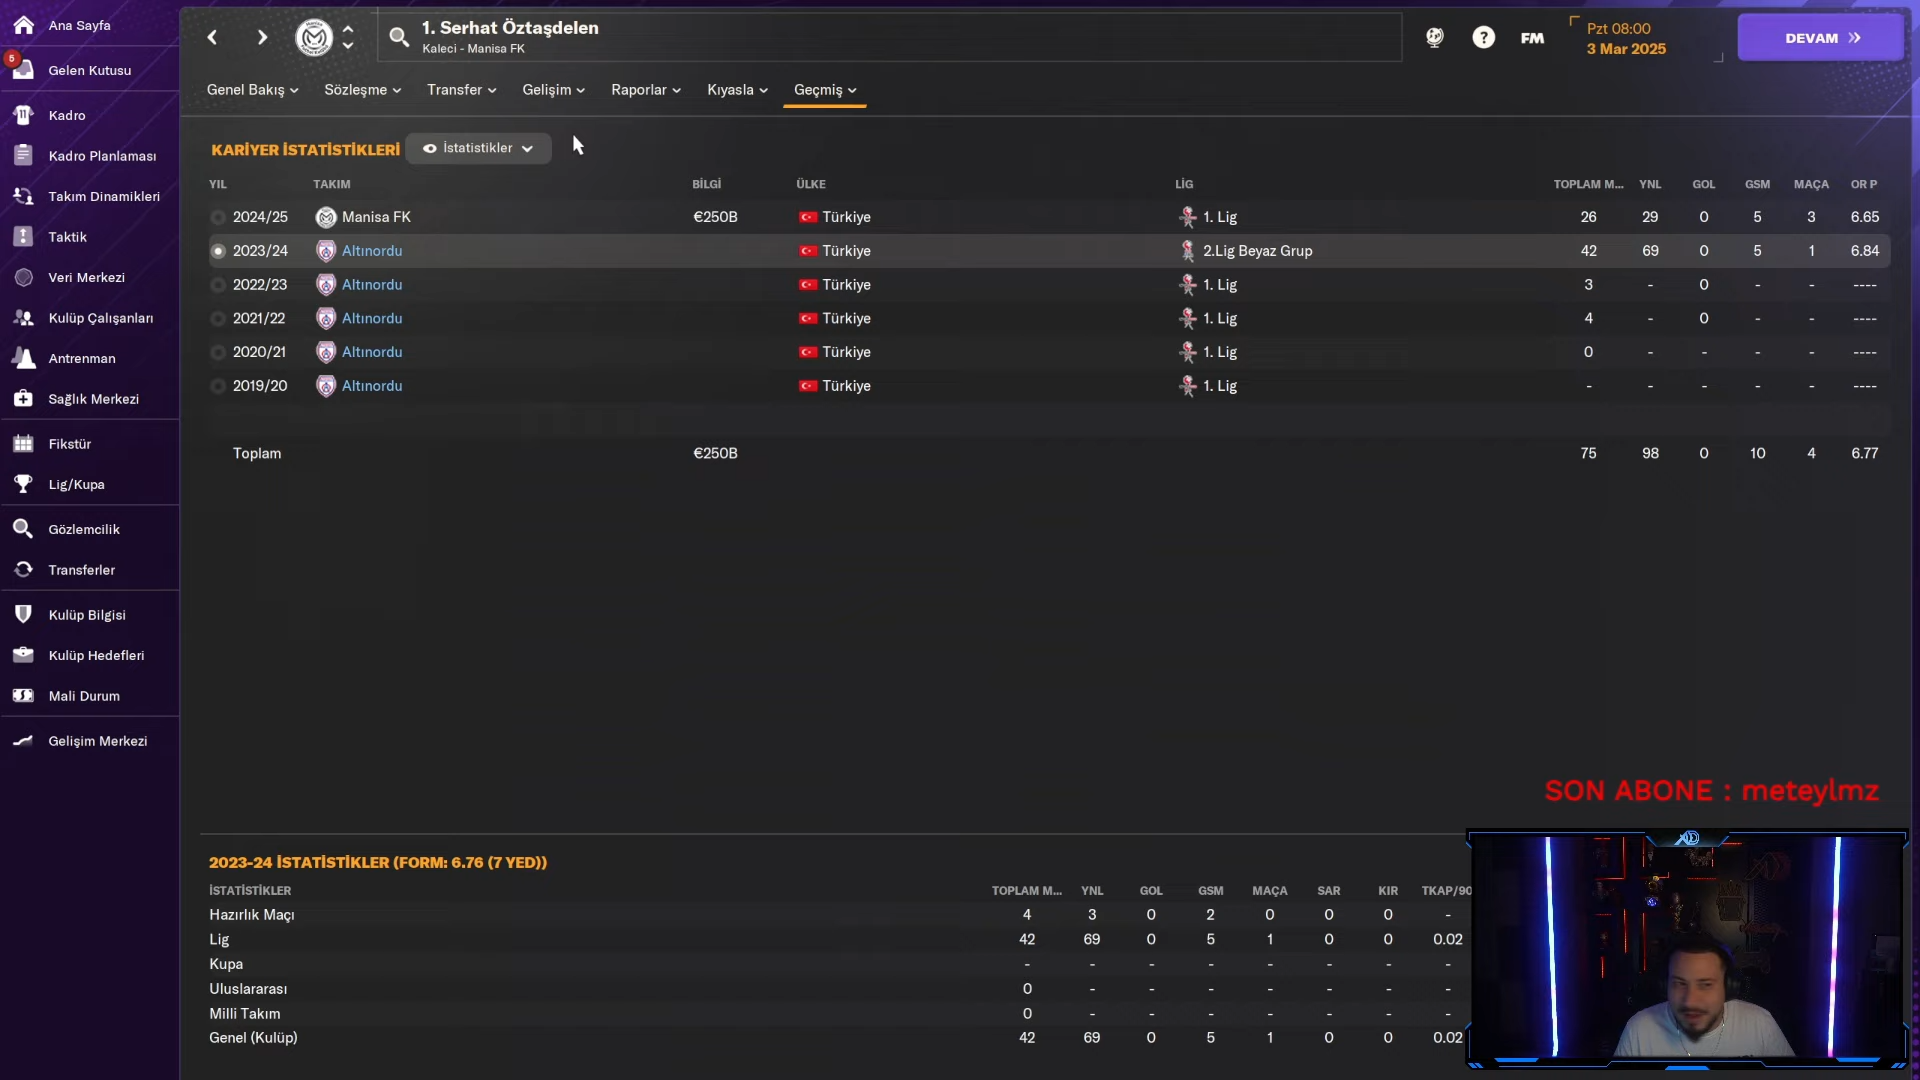 Ana Sayfa
5
Gelen Kutusu
Kadro
Kadro Planlaması
Takım Dinamikleri
Taktik
Veri Merkezi
Kulüp Çalışanları
Antrenman
Sağlık Merkezi
Fikstür
Lig/Kupa
Gözlemcilik
Transferler
Kulüp Bilgisi
Kulüp Hedefleri
Mali Durum
Gelişim Merkezi
1. Serhat Öztaşdelen
Kaleci - Manisa FK
FM
Pzt 08:00
3 Mar 2025
DEVAM
Genel Bakış Sözleşme Transfer Gelişim Raporlar Kıyasla Geçmiş
KARİYER İSTATİSTİKLERİ İstatistikler
YIL TAKIM BİLGİ ÜLKE LİG TOPLAM M... YNL GOL GSM MAÇA OR P
2024/25 Manisa FK €250B Türkiye 1. Lig 26 29 0 5 3 6.65
2023/24 Altınordu Türkiye 2.Lig Beyaz Grup 42 69 0 5 1 6.84
2022/23 Altınordu Türkiye 1. Lig 3 - 0 - - ----
2021/22 Altınordu Türkiye 1. Lig 4 - 0 - - ----
2020/21 Altınordu Türkiye 1. Lig 0 - - - - ----
2019/20 Altınordu Türkiye 1. Lig - - - - - ----
Toplam €250B 75 98 0 10 4 6.77
SON ABONE : meteylmz
2023-24 İSTATİSTİKLER (FORM: 6.76 (7 YED))
İSTATİSTİKLER TOPLAM M... YNL GOL GSM MAÇA SAR KIR TKAP/90
Hazırlık Maçı 4 3 0 2 0 0 0 -
Lig 42 69 0 5 1 0 0 0.02
Kupa - - - - - - - -
Uluslararası 0 - - - - - - -
Milli Takım 0 - - - - - - -
Genel (Kulüp) 42 69 0 5 1 0 0 0.02